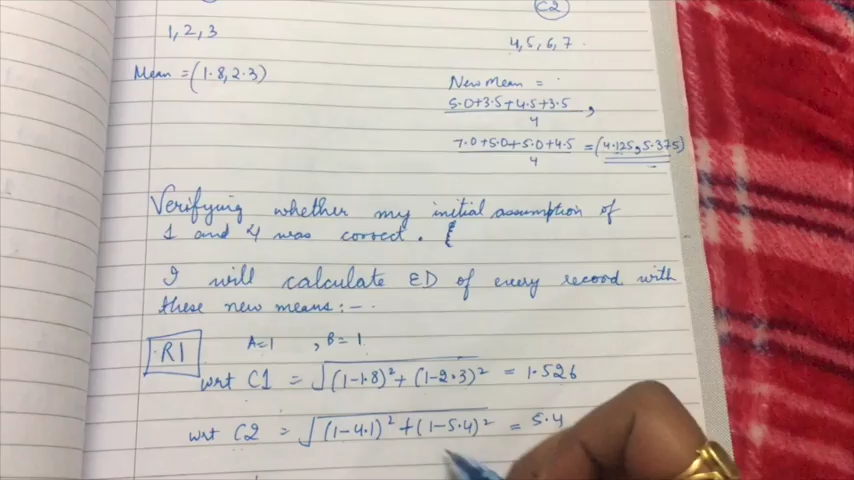 C2
1, 2, 3
4, 5, 6, 7
Mean = (1.8, 2.3)
New Mean =
5.0+3.5+4.5+3.5
4
,
7.0+5.0+5.0+4.5
4
= (4.125, 5.375)
Verifying whether my initial assumption of
1 and 4 was correct.
I will calculate ED of every record with
these new means:-
R1 A=1 , B=1
wrt C1 = √(1-1.8)² + (1-2.3)² = 1.526
wrt C2 = √(1-4.1)² + (1-5.4)² = 5.4